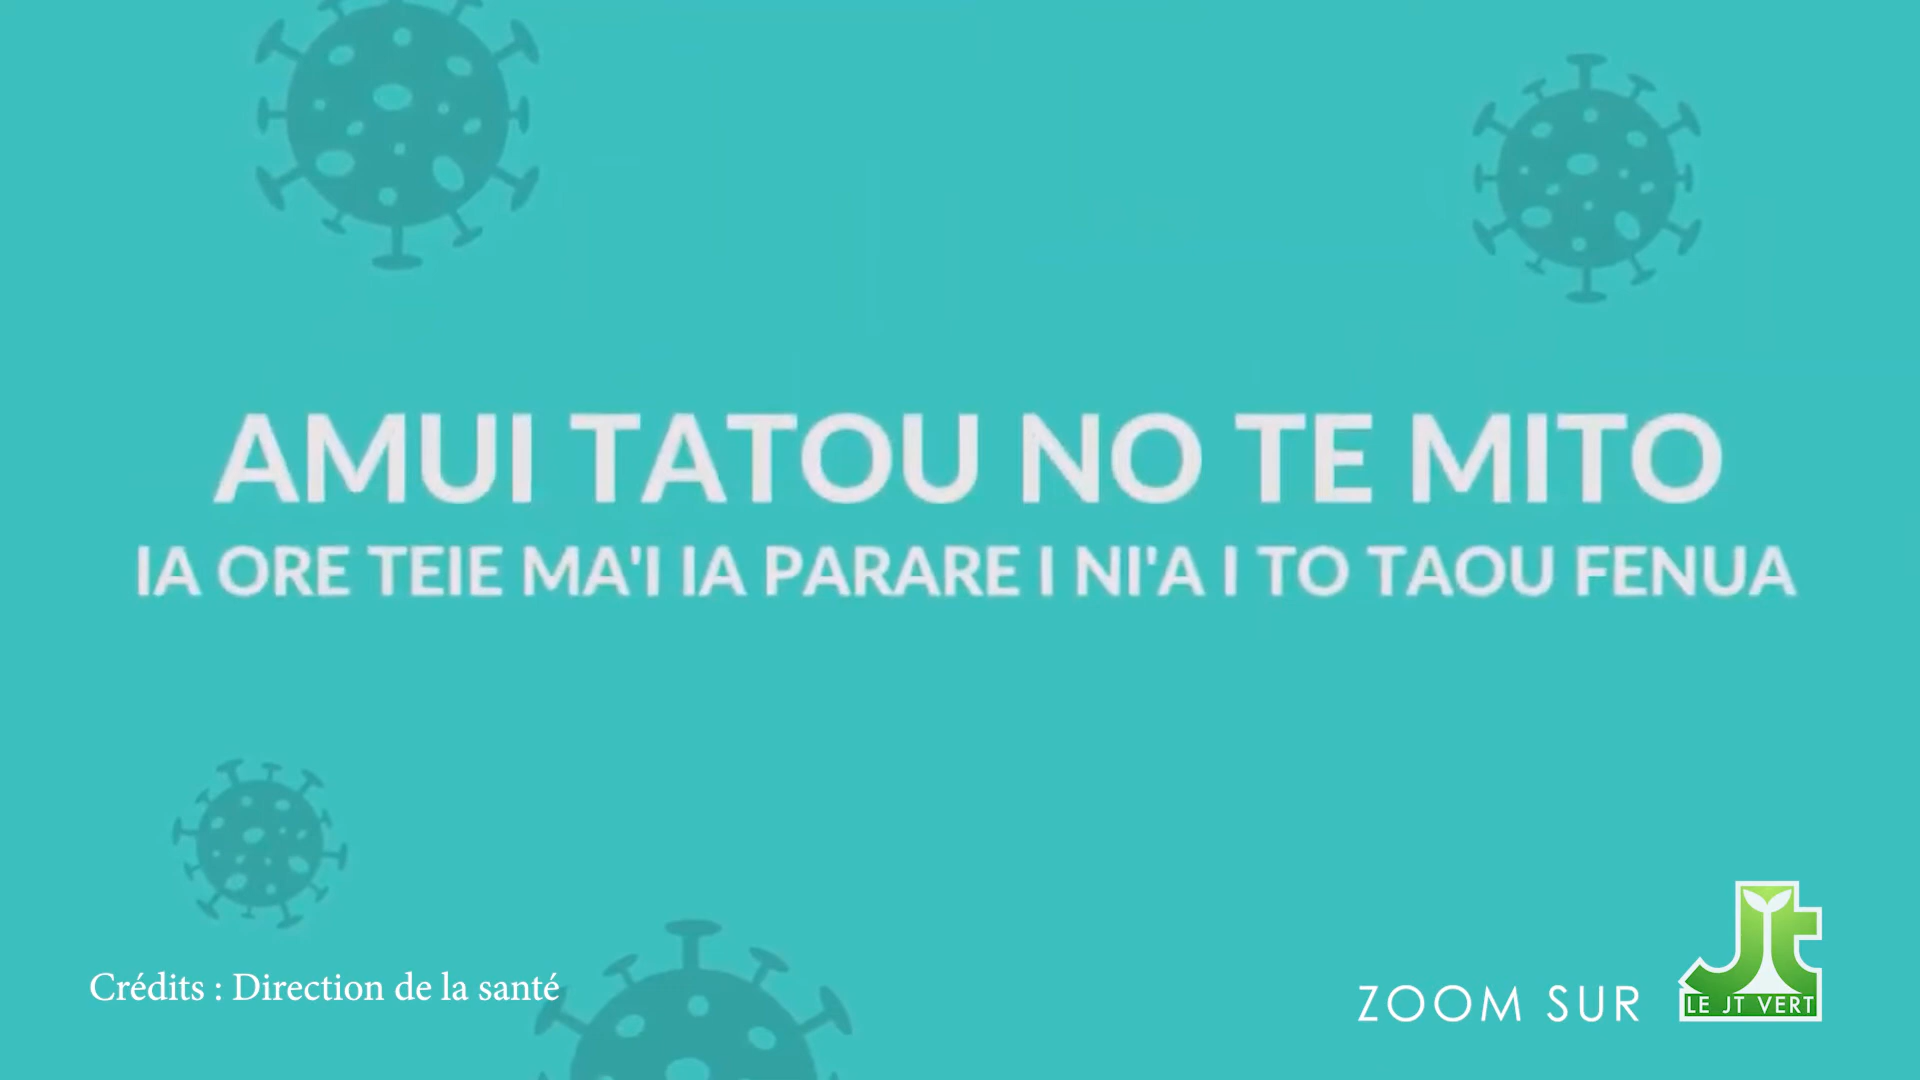 AMUI TATOU NO TE MITO
IA ORE TEIE MA'I IA PARARE I NI'A I TO TAOU FENUA
Crédits : Direction de la santé
ZOOM SUR
Jt
LE JT VERT